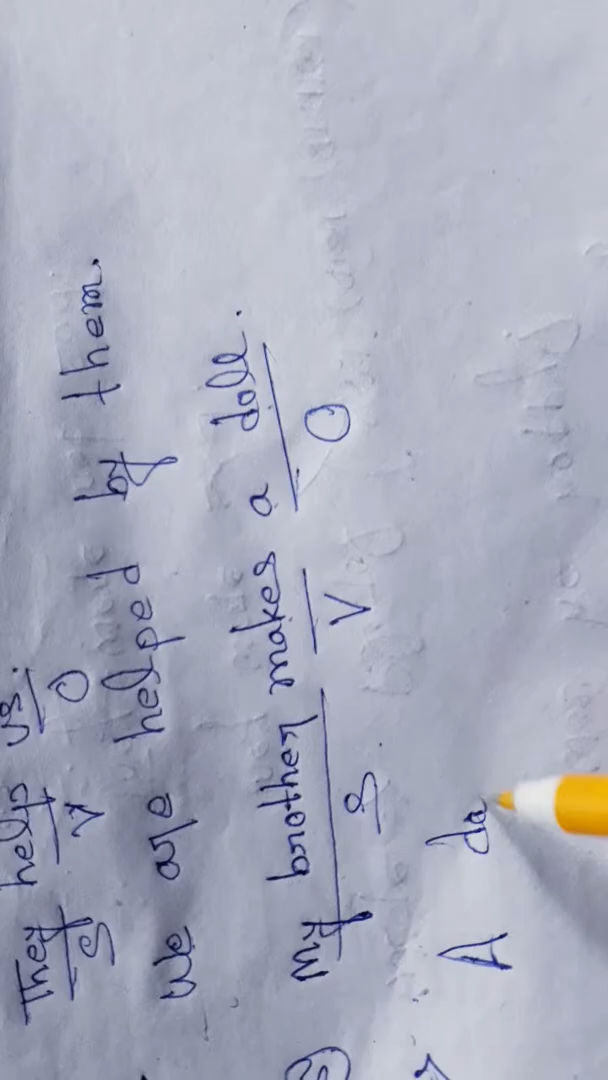 They help us.
S V O
We are helped by them.
My brother makes a doll.
S V O
A do